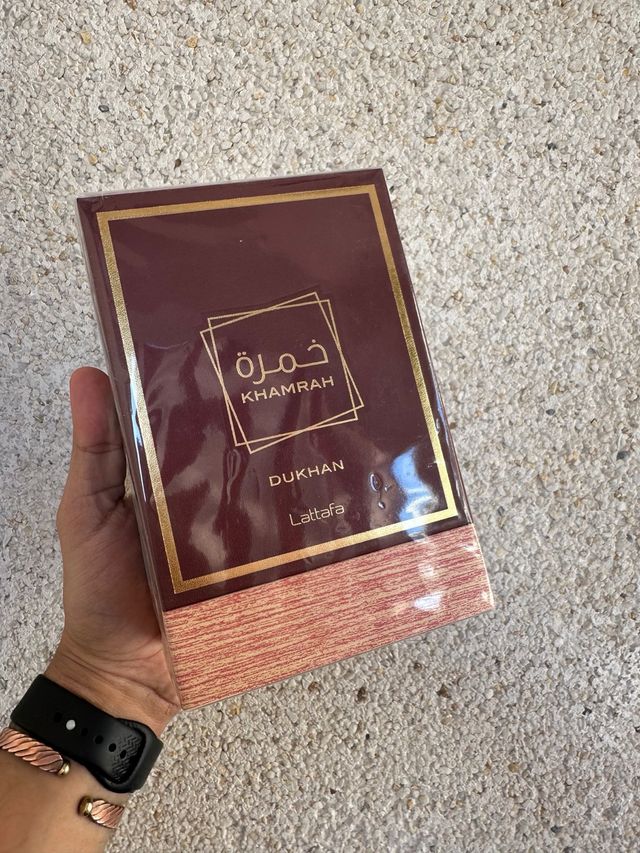 خمرة
KHAMRAH
DUKHAN
Lattafa